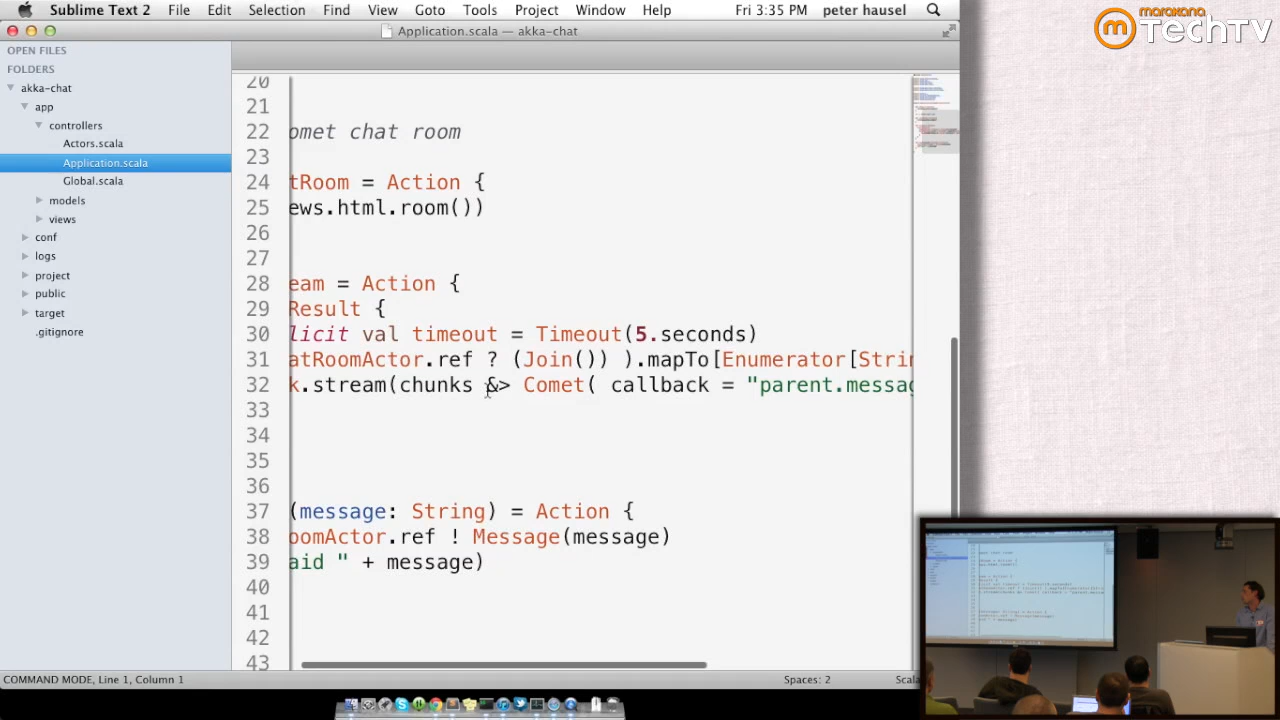 Sublime Text 2 File Edit Selection Find View Goto Tools Project Window Help Fri 3:35 PM peter hausel
Application.scala — akka-chat
marakana
TechTV
OPEN FILES
FOLDERS
akka-chat
app
controllers
Actors.scala
Application.scala
Global.scala
models
views
conf
logs
project
public
target
.gitignore
20
21
22 omet chat room
23
24 tRoom = Action {
25 ews.html.room())
26
27
28 eam = Action {
29 Result {
30 licit val timeout = Timeout(5.seconds)
31 atRoomActor.ref ? (Join()) ).mapTo[Enumerator[Strin
32 k.stream(chunks &> Comet( callback = "parent.messag
33
34
35
36
37 (message: String) = Action {
38 oomActor.ref ! Message(message)
39 aid " + message)
40
41
42
43
COMMAND MODE, Line 1, Column 1 Spaces: 2 Scala